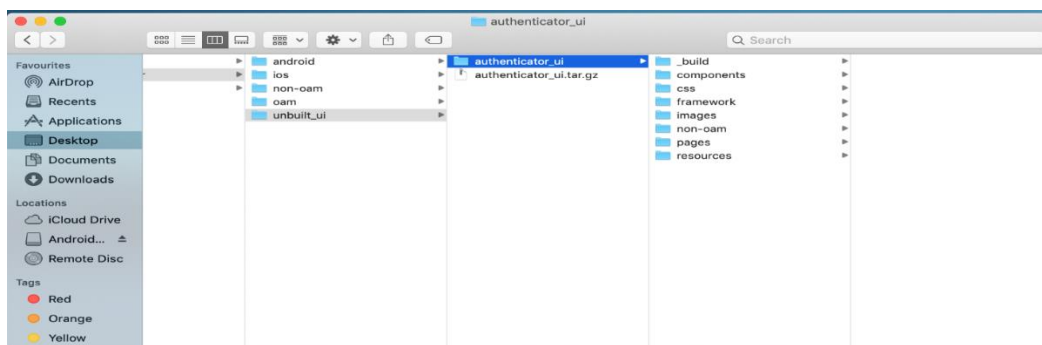 authenticator_ui
Search
Favourites
AirDrop
Recents
Applications
Desktop
Documents
Downloads
Locations
iCloud Drive
Android...
Remote Disc
Tags
Red
Orange
Yellow
android
ios
non-oam
oam
unbuilt_ui
authenticator_ui
authenticator_ui.tar.gz
_build
components
css
framework
images
non-oam
pages
resources